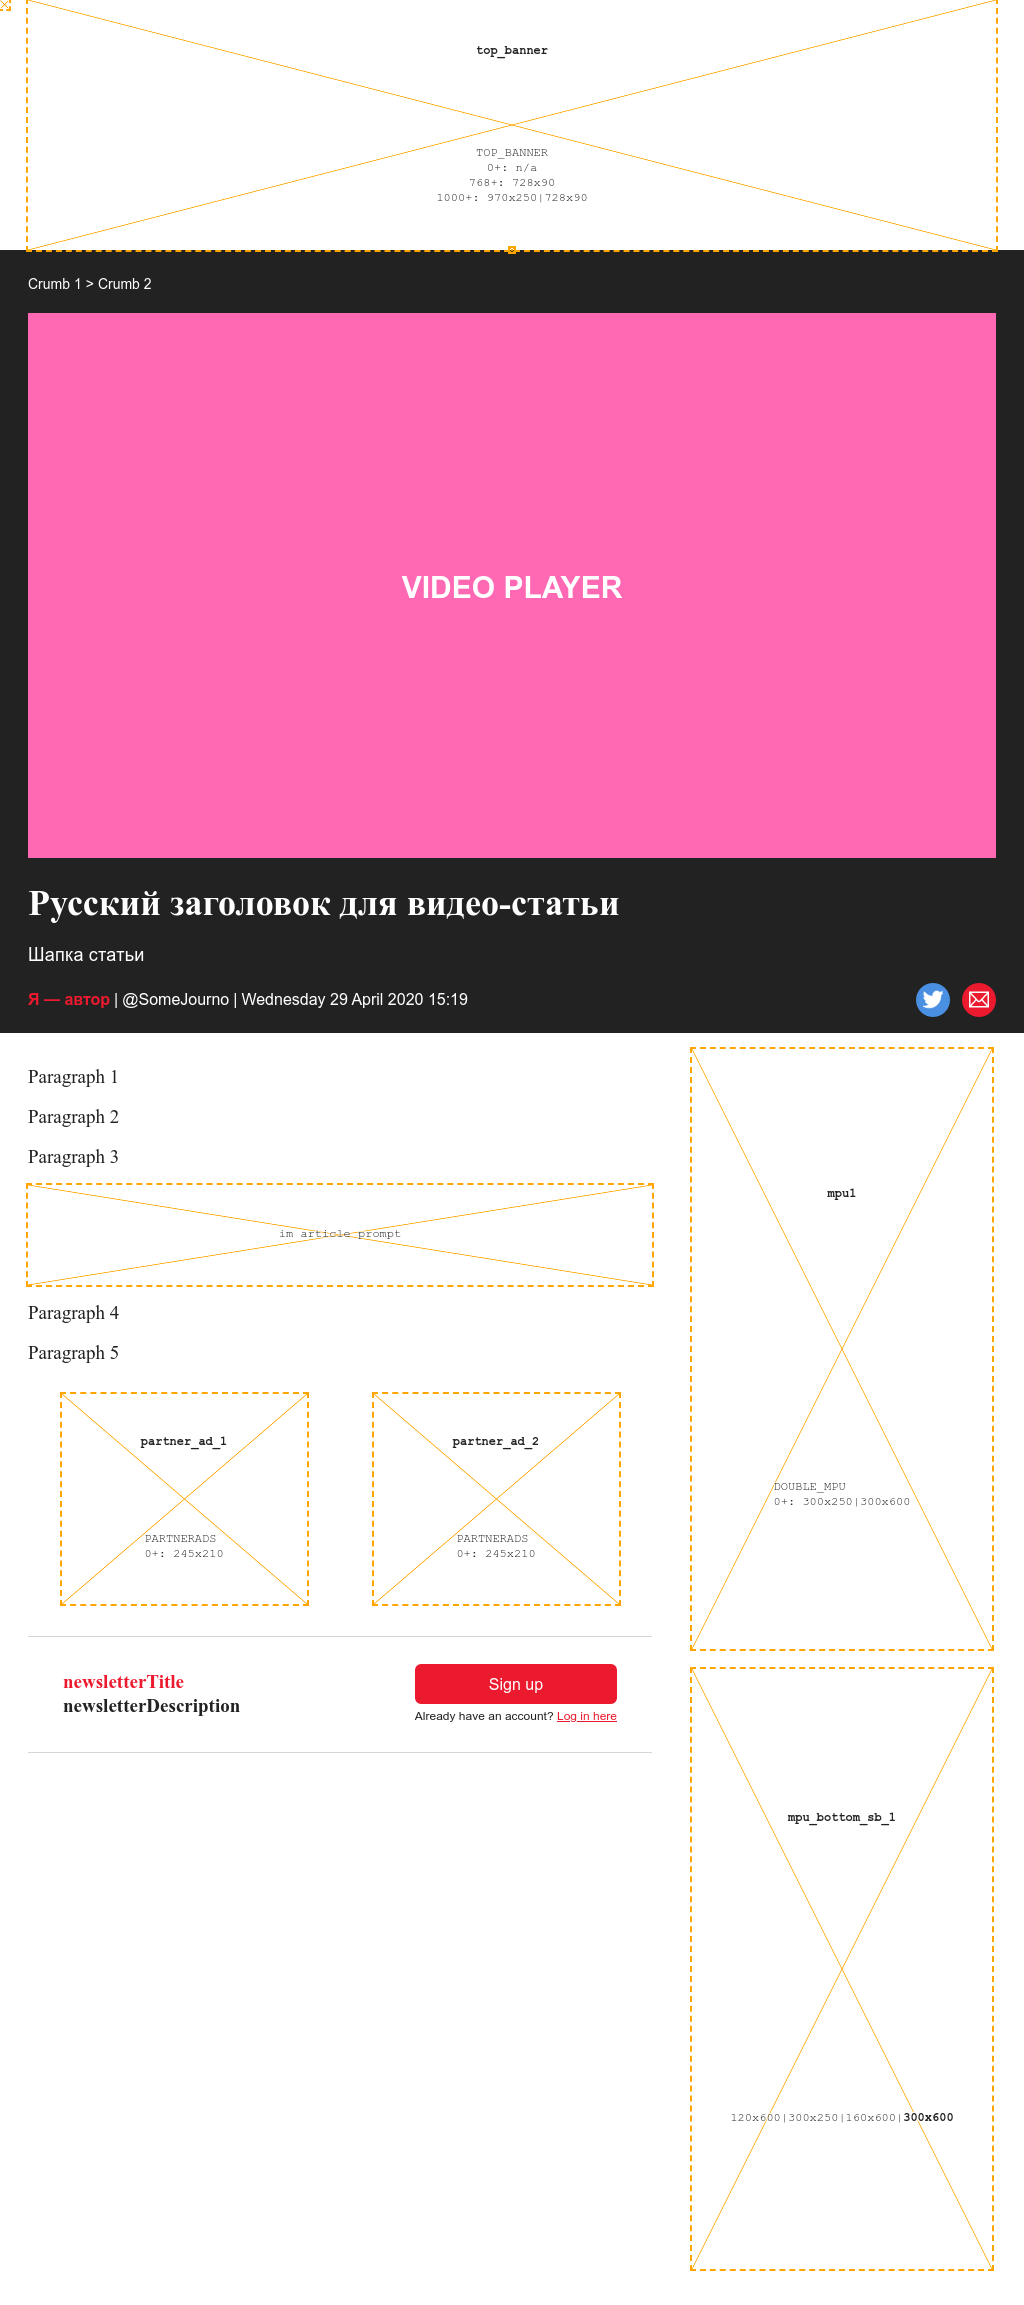 top_banner
TOP_BANNER
0+: n/a
768+: 728x90
1000+: 970x250|728x90
Crumb 1 > Crumb 2
VIDEO PLAYER
Русский заголовок для видео-статьи
Шапка статьи
Я — автор | @SomeJourno | Wednesday 29 April 2020 15:19
Paragraph 1
Paragraph 2
Paragraph 3
im article prompt
Paragraph 4
Paragraph 5
partner_ad_1
PARTNERADS
0+: 245x210
partner_ad_2
PARTNERADS
0+: 245x210
newsletterTitle
newsletterDescription
Sign up
Already have an account? Log in here
mpu1
DOUBLE_MPU
0+: 300x250|300x600
mpu_bottom_sb_1
120x600|300x250|160x600|300x600